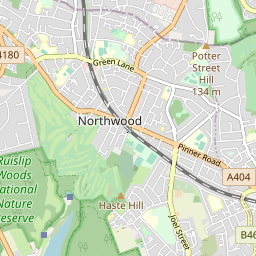 4180
Green Lane
Potter
Street
Hill
134 m
Northwood
Pinner Road
A404
Ruislip
Woods
National
Nature
Reserve
Haste Hill
Joel Street
B46